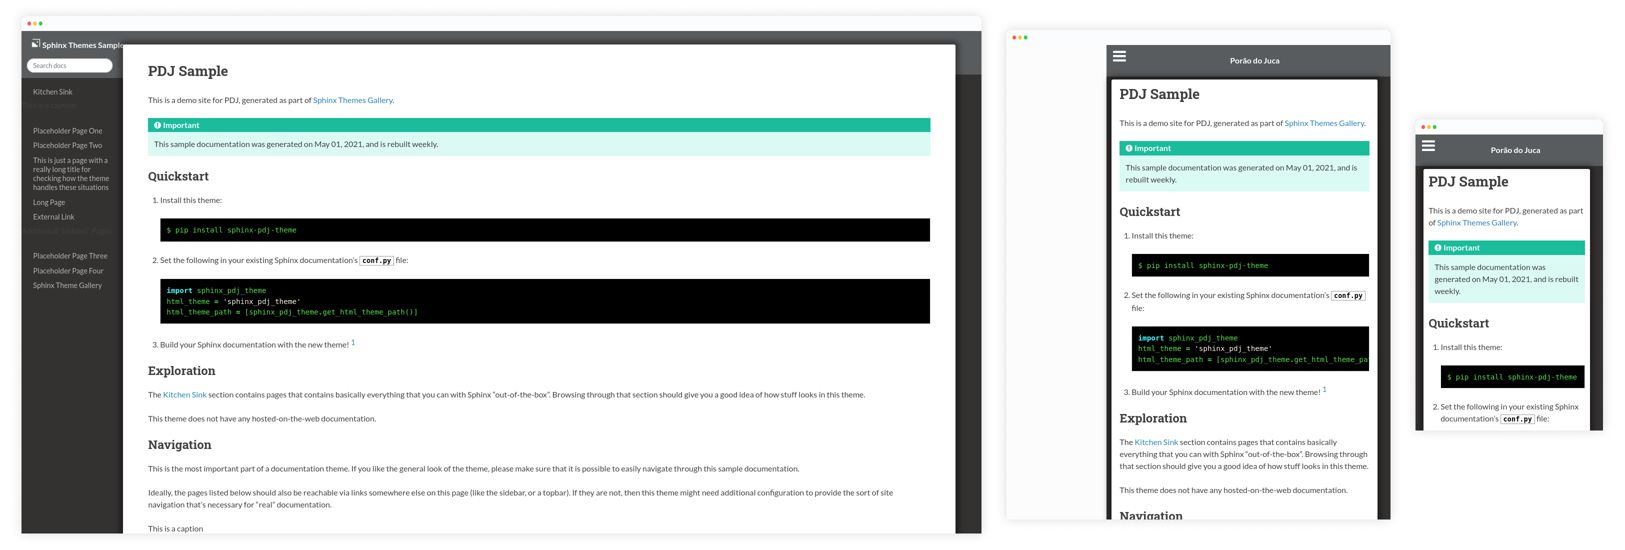 Sphinx Themes Sample
Search docs
Kitchen Sink
This is a caption
Placeholder Page One
Placeholder Page Two
This is just a page with a
really long title for
checking how the theme
handles these situations
Long Page
External Link
Placeholder Page Three
Placeholder Page Four
Sphinx Theme Gallery
PDJ Sample
This is a demo site for PDJ, generated as part of Sphinx Themes Gallery.
Important
This sample documentation was generated on May 01, 2021, and is rebuilt weekly.
Quickstart
1. Install this theme:
$ pip install sphinx-pdj-theme
2. Set the following in your existing Sphinx documentation's conf.py file:
import sphinx_pdj_theme
html_theme = 'sphinx_pdj_theme'
html_theme_path = [sphinx_pdj_theme.get_html_theme_path()]
3. Build your Sphinx documentation with the new theme! 1
Exploration
The Kitchen Sink section contains pages that contains basically everything that you can with Sphinx “out-of-the-box”. Browsing through that section should give you a good idea of how stuff looks in this theme.
This theme does not have any hosted-on-the-web documentation.
Navigation
This is the most important part of a documentation theme. If you like the general look of the theme, please make sure that it is possible to easily navigate through this sample documentation.
Ideally, the pages listed below should also be reachable via links somewhere else on this page (like the sidebar, or a topbar). If they are not, then this theme might need additional configuration to provide the sort of site
navigation that's necessary for “real” documentation.
This is a caption
Porão do Juca
PDJ Sample
This is a demo site for PDJ, generated as part of Sphinx Themes Gallery.
Important
This sample documentation was generated on May 01, 2021, and is
rebuilt weekly.
Quickstart
1. Install this theme:
$ pip install sphinx-pdj-theme
2. Set the following in your existing Sphinx documentation's conf.py
file:
import sphinx_pdj_theme
html_theme = 'sphinx_pdj_theme'
html_theme_path = [sphinx_pdj_theme.get_html_theme_pa
3. Build your Sphinx documentation with the new theme! 1
Exploration
The Kitchen Sink section contains pages that contains basically
everything that you can with Sphinx “out-of-the-box”. Browsing through
that section should give you a good idea of how stuff looks in this theme.
This theme does not have any hosted-on-the-web documentation.
Navigation
Porão do Juca
PDJ Sample
This is a demo site for PDJ, generated as part
of Sphinx Themes Gallery.
Important
This sample documentation was
generated on May 01, 2021, and is rebuilt
weekly.
Quickstart
1. Install this theme:
$ pip install sphinx-pdj-theme
2. Set the following in your existing Sphinx
documentation's conf.py file: